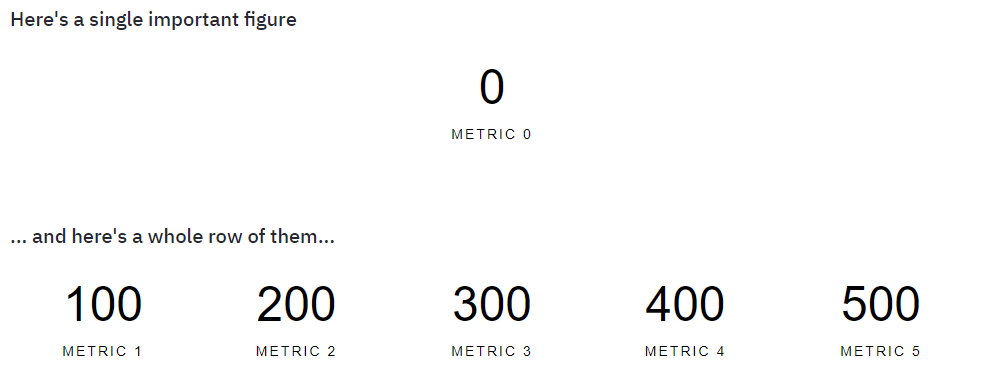 Here's a single important figure
0
METRIC 0
... and here's a whole row of them...
100 200 300 400 500
METRIC 1 METRIC 2 METRIC 3 METRIC 4 METRIC 5